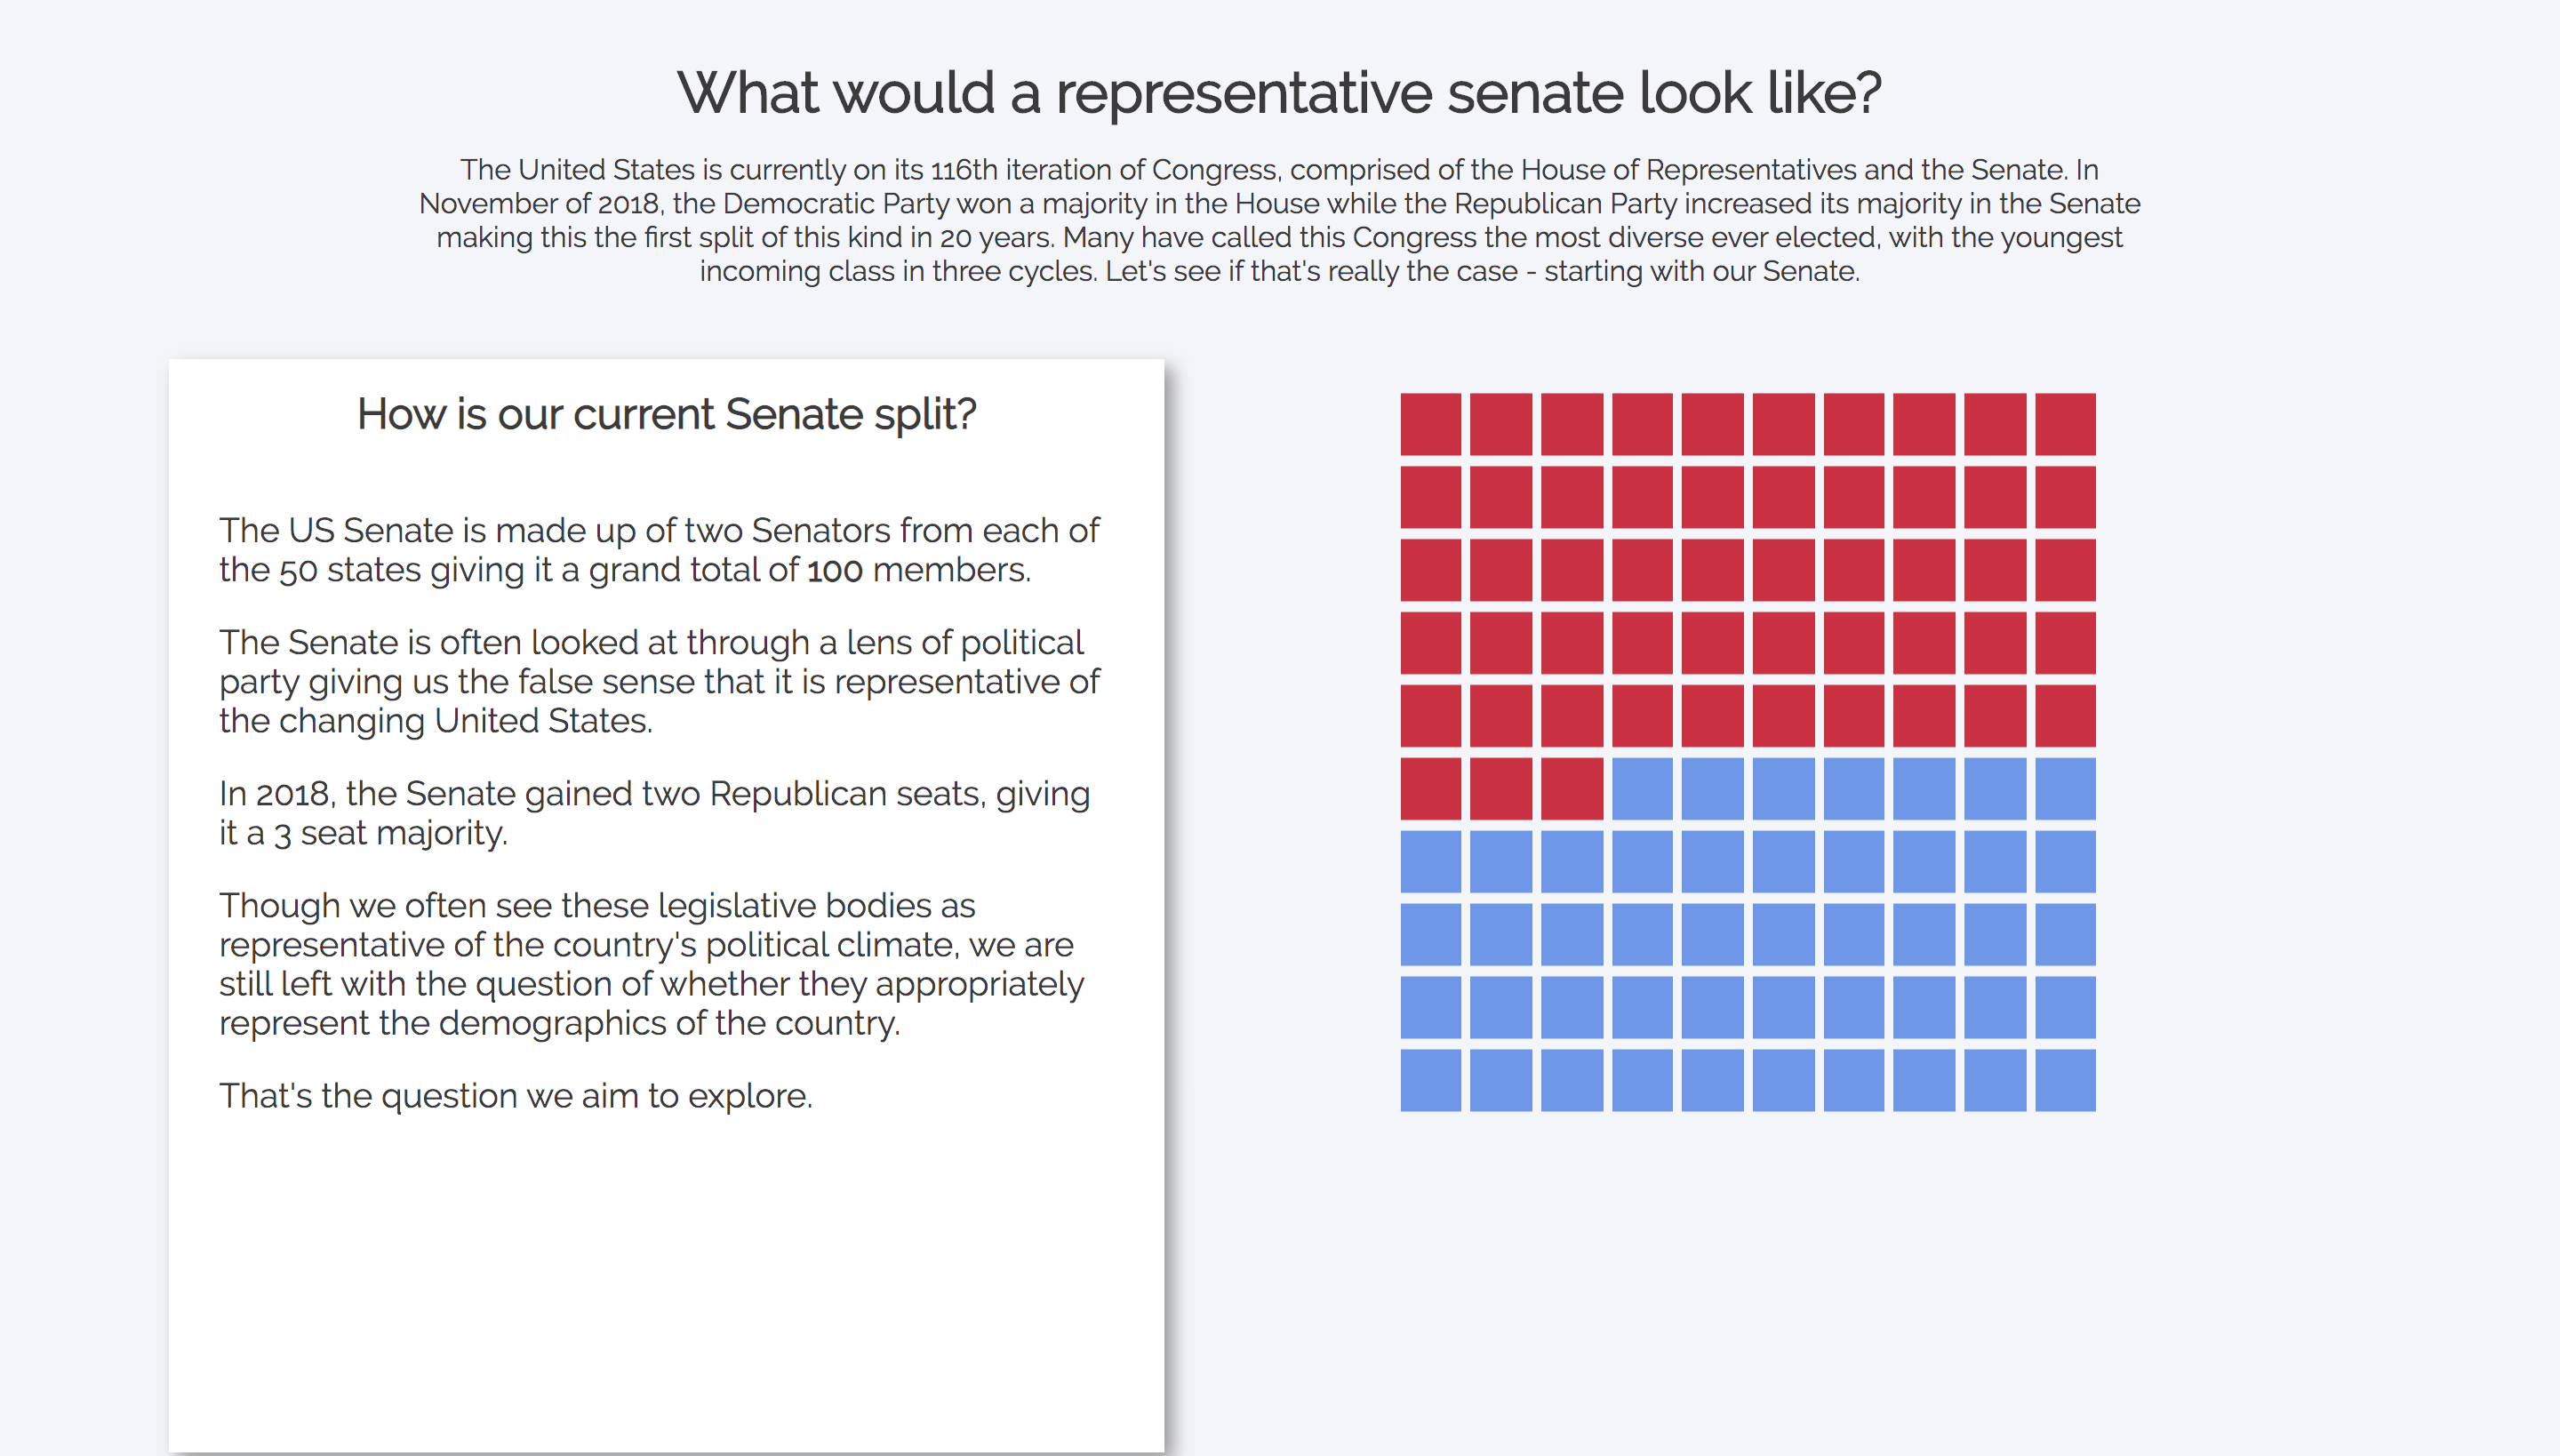 What would a representative senate look like?
The United States is currently on its 116th iteration of Congress, comprised of the House of Representatives and the Senate. In
November of 2018, the Democratic Party won a majority in the House while the Republican Party increased its majority in the Senate
making this the first split of this kind in 20 years. Many have called this Congress the most diverse ever elected, with the youngest
incoming class in three cycles. Let's see if that's really the case - starting with our Senate.
How is our current Senate split?
The US Senate is made up of two Senators from each of
the 50 states giving it a grand total of 100 members.
The Senate is often looked at through a lens of political
party giving us the false sense that it is representative of
the changing United States.
In 2018, the Senate gained two Republican seats, giving
it a 3 seat majority.
Though we often see these legislative bodies as
representative of the country's political climate, we are
still left with the question of whether they appropriately
represent the demographics of the country.
That's the question we aim to explore.